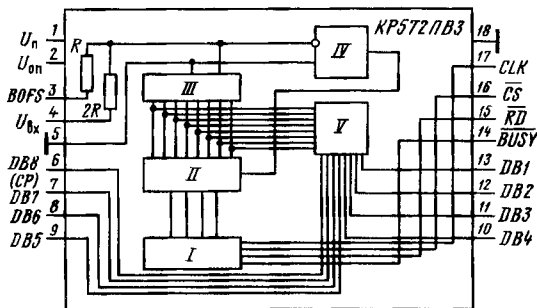 КР572ПВ3
1
Uп
2
Uоп
3
BOFS
4
Uвх
5
6
DB8
(CP)
7
DB7
8
DB6
9
DB5
R
2R
III
IV
V
II
I
18
17
CLK
16
CS
15
RD
14
BUSY
13
DB1
12
DB2
11
DB3
10
DB4